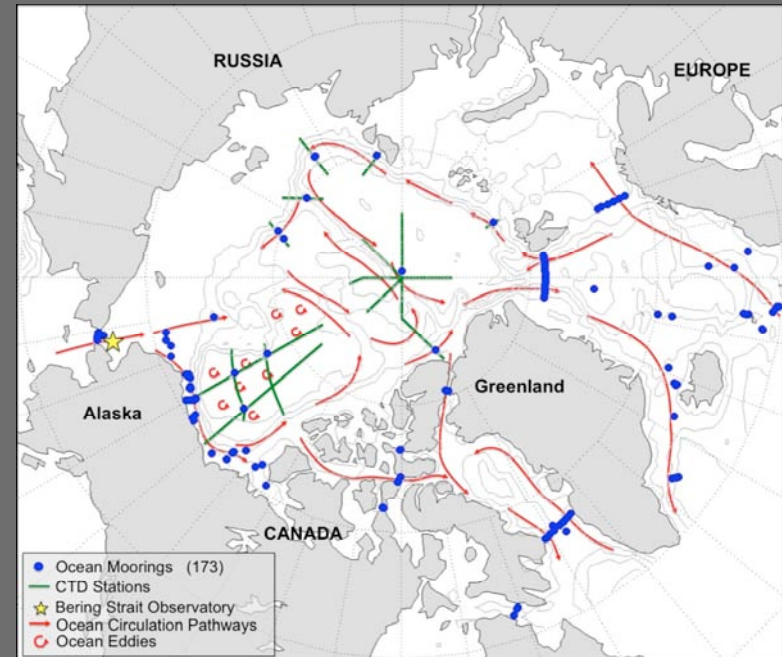 RUSSIA
EUROPE
Alaska
Greenland
CANADA
Ocean Moorings (173)
CTD Stations
Bering Strait Observatory
Ocean Circulation Pathways
Ocean Eddies